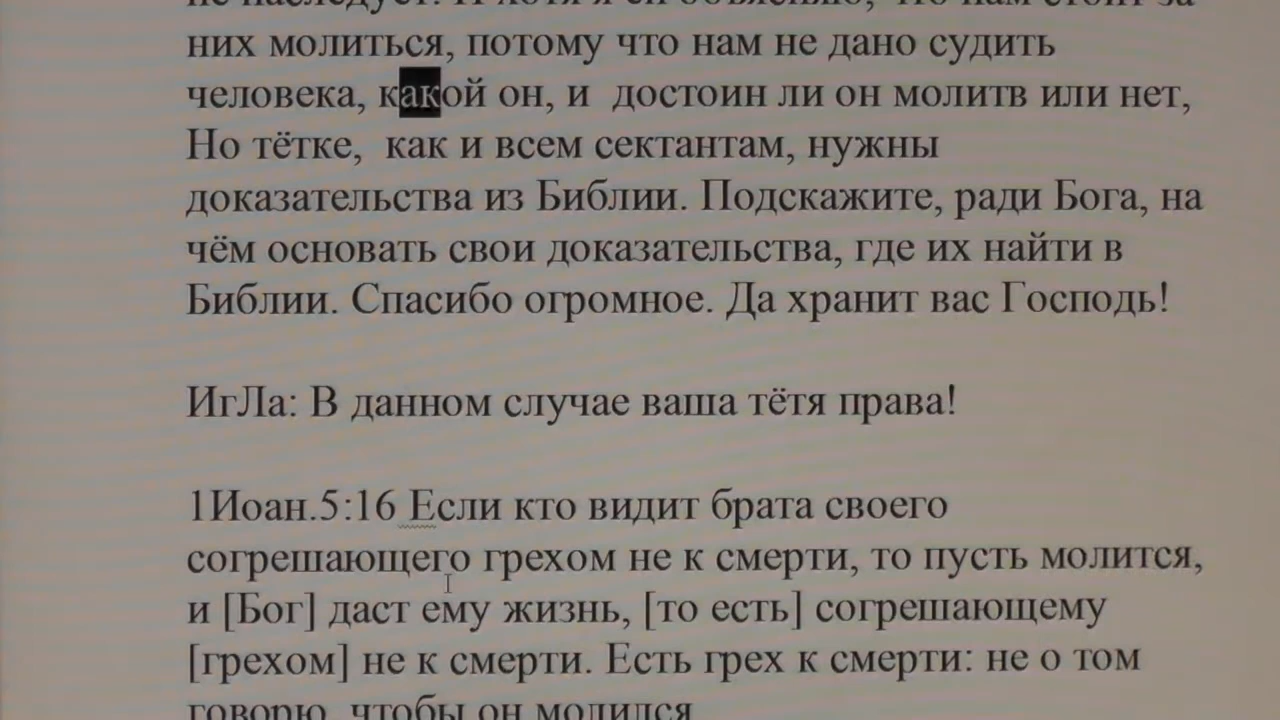 них молиться, потому что нам не дано судить
человека, какой он, и  достоин ли он молитв или нет,
Но тётке,  как и всем сектантам, нужны
доказательства из Библии. Подскажите, ради Бога, на
чём основать свои доказательства, где их найти в
Библии. Спасибо огромное. Да хранит вас Господь!
ИгЛа: В данном случае ваша тётя права!
1Иоан.5:16 Если кто видит брата своего
согрешающего грехом не к смерти, то пусть молится,
и [Бог] даст ему жизнь, [то есть] согрешающему
[грехом] не к смерти. Есть грех к смерти: не о том
говорю, чтобы он молился